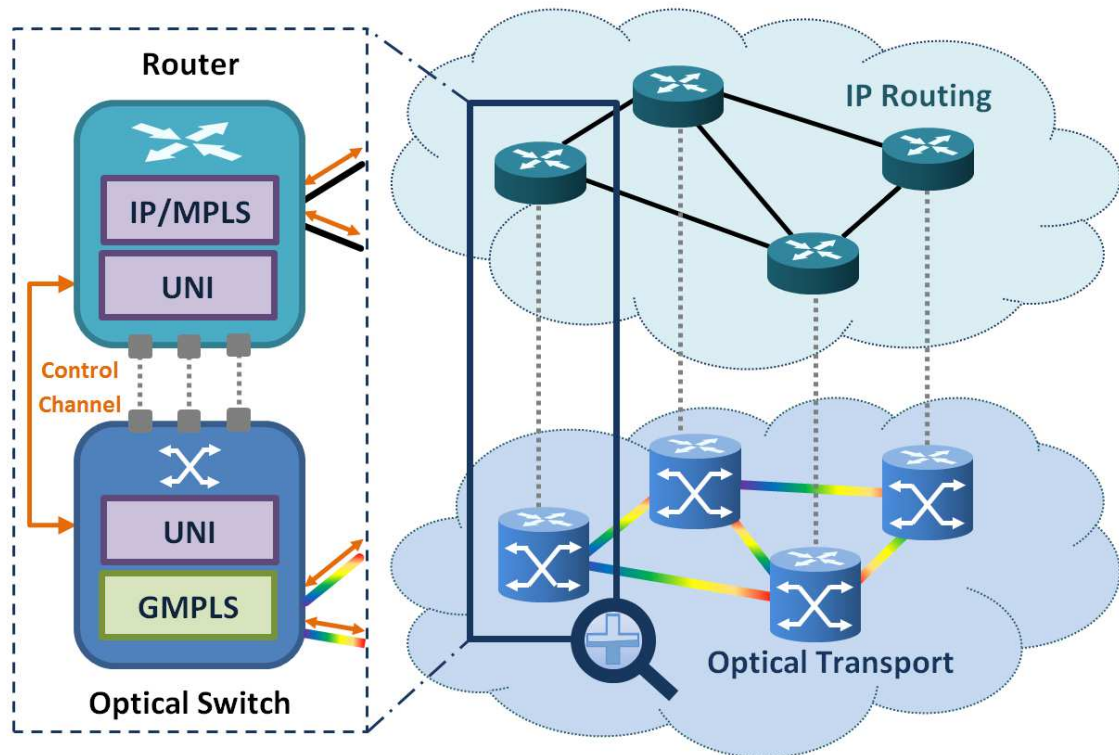 Router
IP/MPLS
UNI
Control
Channel
UNI
GMPLS
Optical Switch
IP Routing
Optical Transport